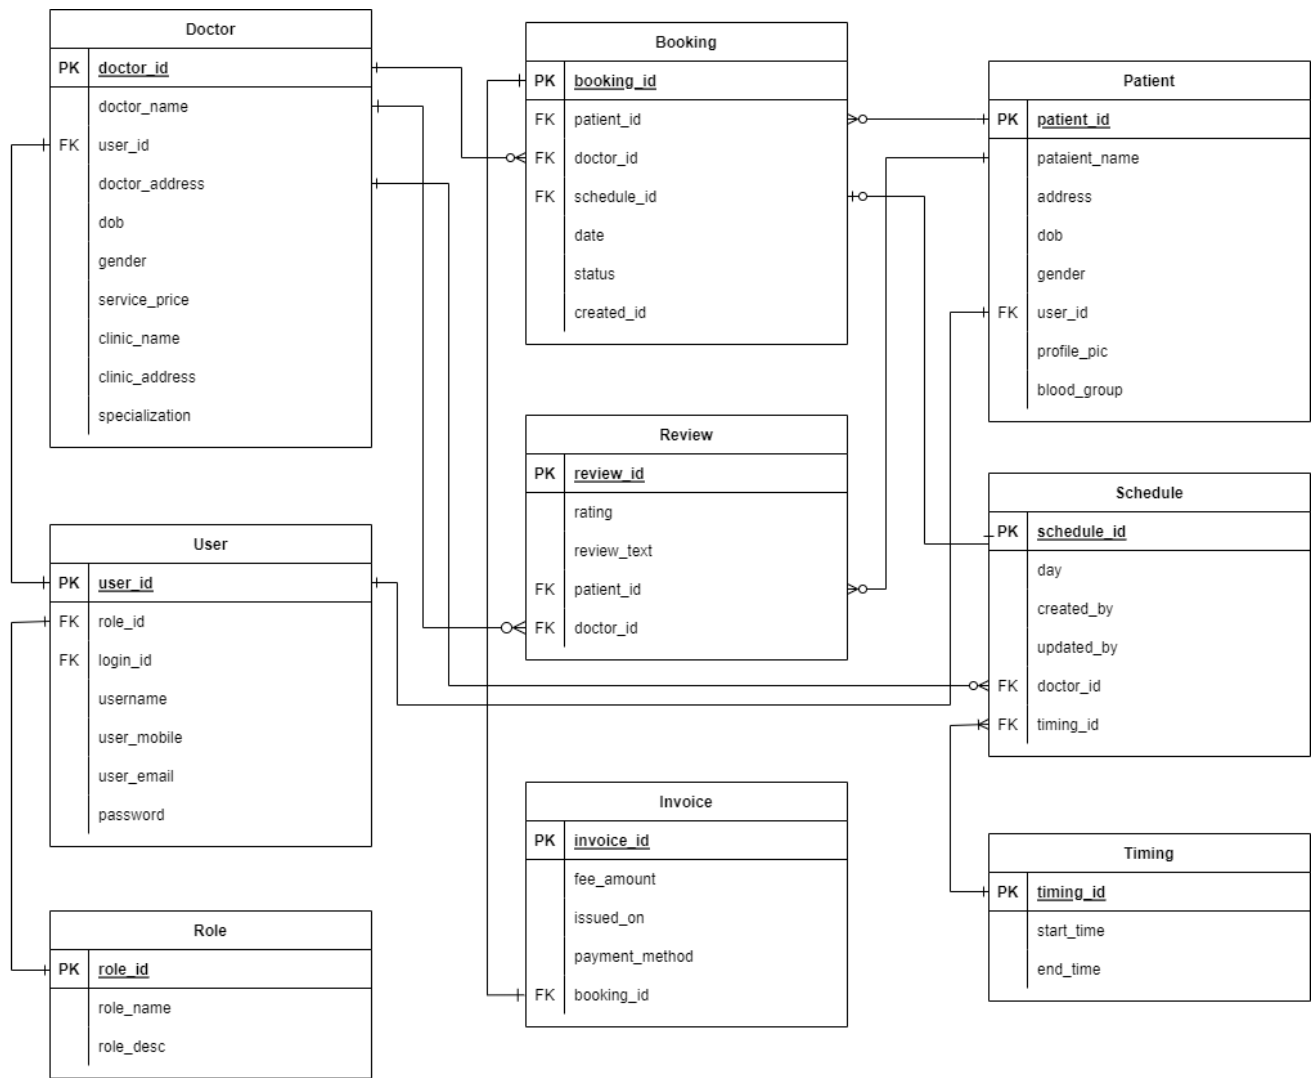 Doctor
PK doctor_id
doctor_name
FK user_id
doctor_address
dob
gender
service_price
clinic_name
clinic_address
specialization
User
PK user_id
FK role_id
FK login_id
username
user_mobile
user_email
password
Role
PK role_id
role_name
role_desc
Booking
PK booking_id
FK patient_id
FK doctor_id
FK schedule_id
date
status
created_id
Review
PK review_id
rating
review_text
FK patient_id
FK doctor_id
Invoice
PK invoice_id
fee_amount
issued_on
payment_method
FK booking_id
Patient
PK patient_id
pataient_name
address
dob
gender
FK user_id
profile_pic
blood_group
Schedule
PK schedule_id
day
created_by
updated_by
FK doctor_id
FK timing_id
Timing
PK timing_id
start_time
end_time